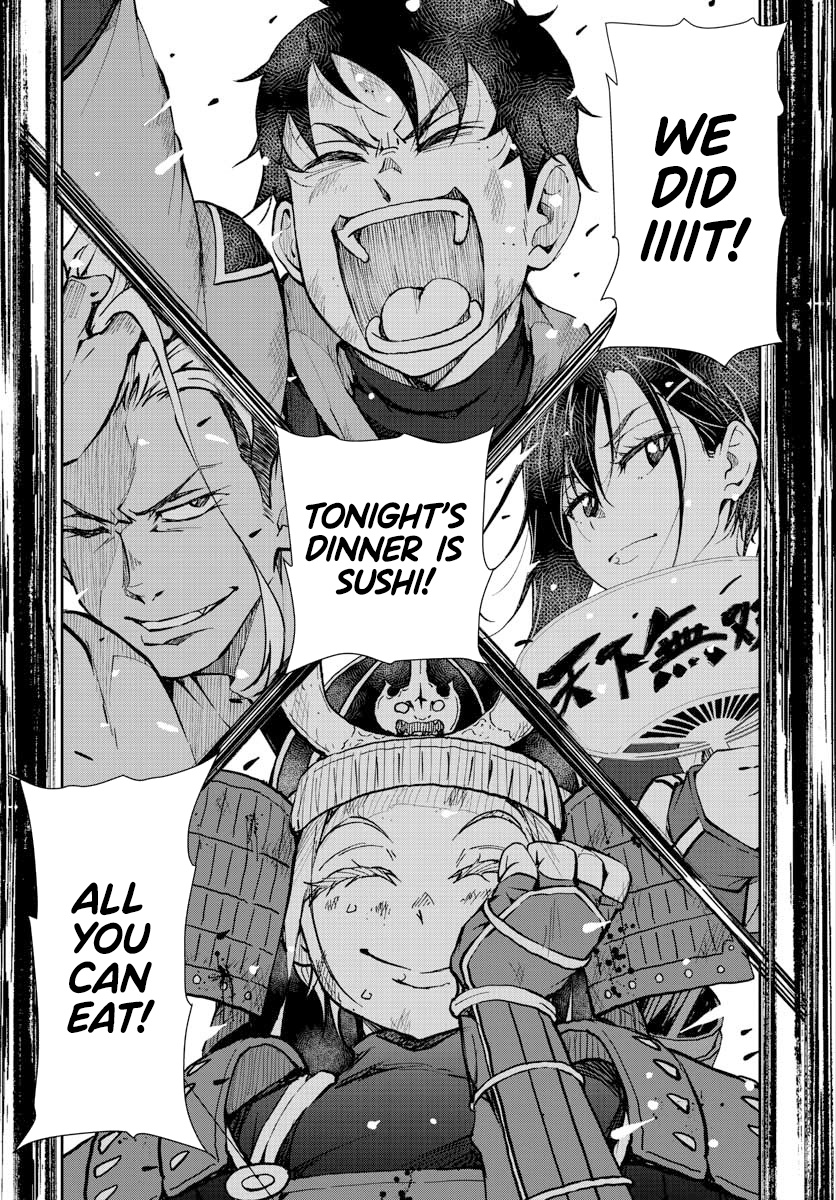 WE
DID
IIIIT!
TONIGHT'S
DINNER IS
SUSHI!
天下無
ALL
YOU
CAN
EAT!